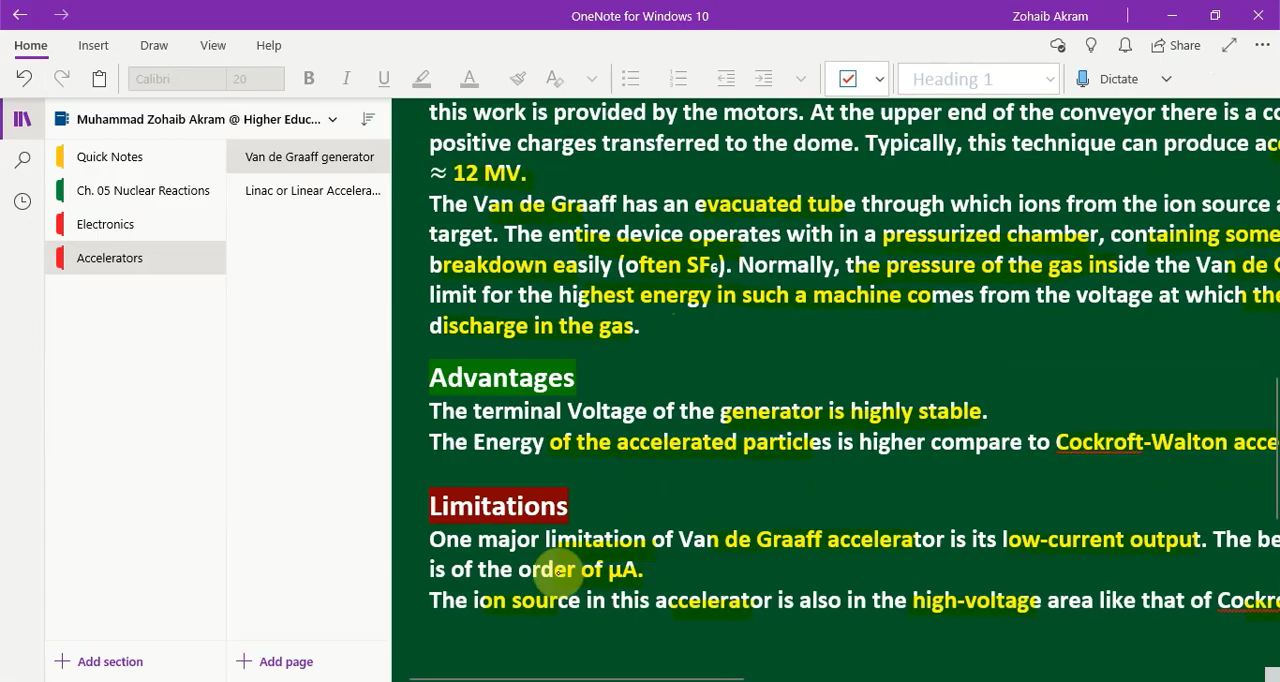 OneNote for Windows 10
Zohaib Akram
Home Insert Draw View Help
Share
Calibri 20
Heading 1
Dictate
Muhammad Zohaib Akram @ Higher Educ...
Quick Notes
Ch. 05 Nuclear Reactions
Electronics
Accelerators
Add section
Van de Graaff generator
Linac or Linear Accelera...
Add page
this work is provided by the motors. At the upper end of the conveyor there is a co
positive charges transferred to the dome. Typically, this technique can produce ac
≈ 12 MV.
The Van de Graaff has an evacuated tube through which ions from the ion source a
target. The entire device operates with in a pressurized chamber, containing some
breakdown easily (often SF₆). Normally, the pressure of the gas inside the Van de G
limit for the highest energy in such a machine comes from the voltage at which the
discharge in the gas.
Advantages
The terminal Voltage of the generator is highly stable.
The Energy of the accelerated particles is higher compare to Cockroft-Walton acce
Limitations
One major limitation of Van de Graaff accelerator is its low-current output. The be
is of the order of μA.
The ion source in this accelerator is also in the high-voltage area like that of Cockro